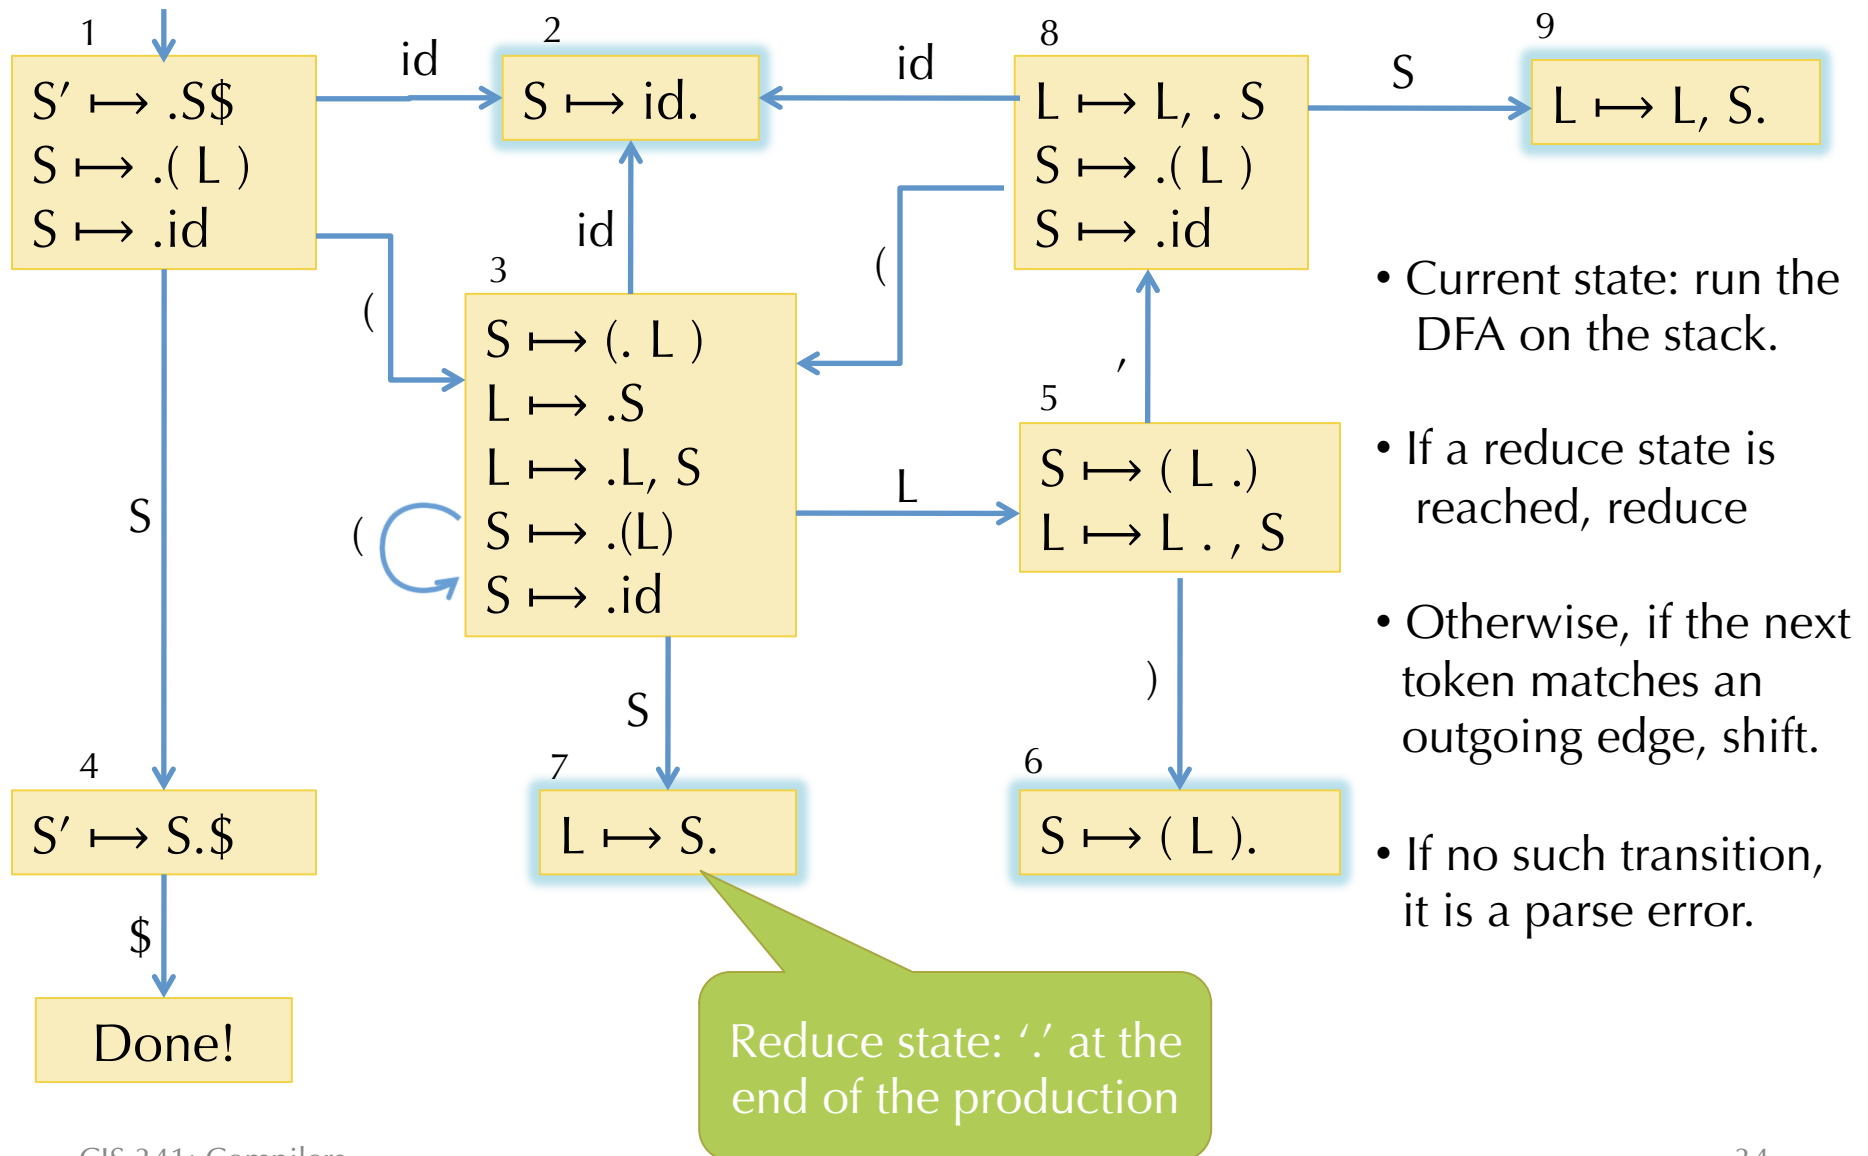 1
S′ ⟼ .S$
S ⟼ .( L )
S ⟼ .id
id
2
S ⟼ id.
id
8
L ⟼ L, . S
S ⟼ .( L )
S ⟼ .id
S
9
L ⟼ L, S.
id
(
(
3
S ⟼ (. L )
L ⟼ .S
L ⟼ .L, S
S ⟼ .(L)
S ⟼ .id
(
L
,
5
S ⟼ ( L .)
L ⟼ L . , S
S
S
)
4
S′ ⟼ S.$
7
L ⟼ S.
6
S ⟼ ( L ).
$
Done!
Reduce state: ‘.’ at the
end of the production
• Current state: run the
DFA on the stack.
• If a reduce state is
reached, reduce
• Otherwise, if the next
token matches an
outgoing edge, shift.
• If no such transition,
it is a parse error.
CIS 341: Compilers